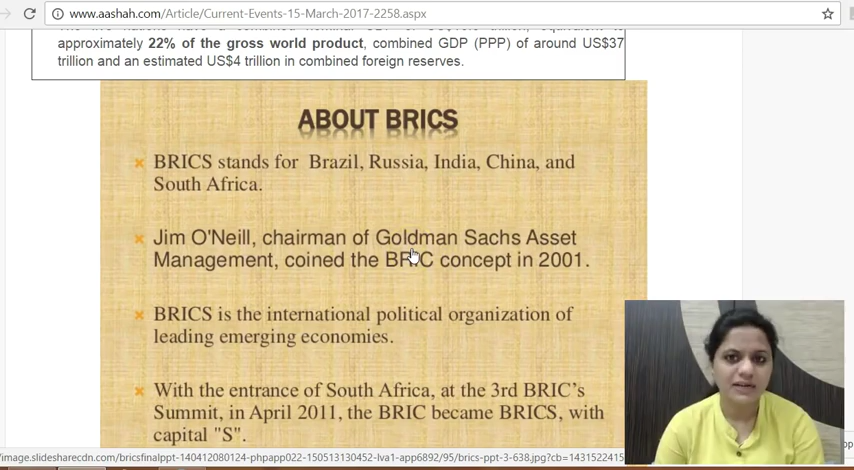 www.aashah.com/Article/Current-Events-15-March-2017-2258.aspx
approximately 22% of the gross world product, combined GDP (PPP) of around US$37
trillion and an estimated US$4 trillion in combined foreign reserves.
ABOUT BRICS
BRICS stands for Brazil, Russia, India, China, and
South Africa.
Jim O'Neill, chairman of Goldman Sachs Asset
Management, coined the BRIC concept in 2001.
BRICS is the international political organization of
leading emerging economies.
With the entrance of South Africa, at the 3rd BRIC's
Summit, in April 2011, the BRIC became BRICS, with
capital "S".
/image.slidesharecdn.com/bricsfinalppt-140412080124-phpapp022-150513130452-lva1-app6892/95/brics-ppt-3-638.jpg?cb=1431522415